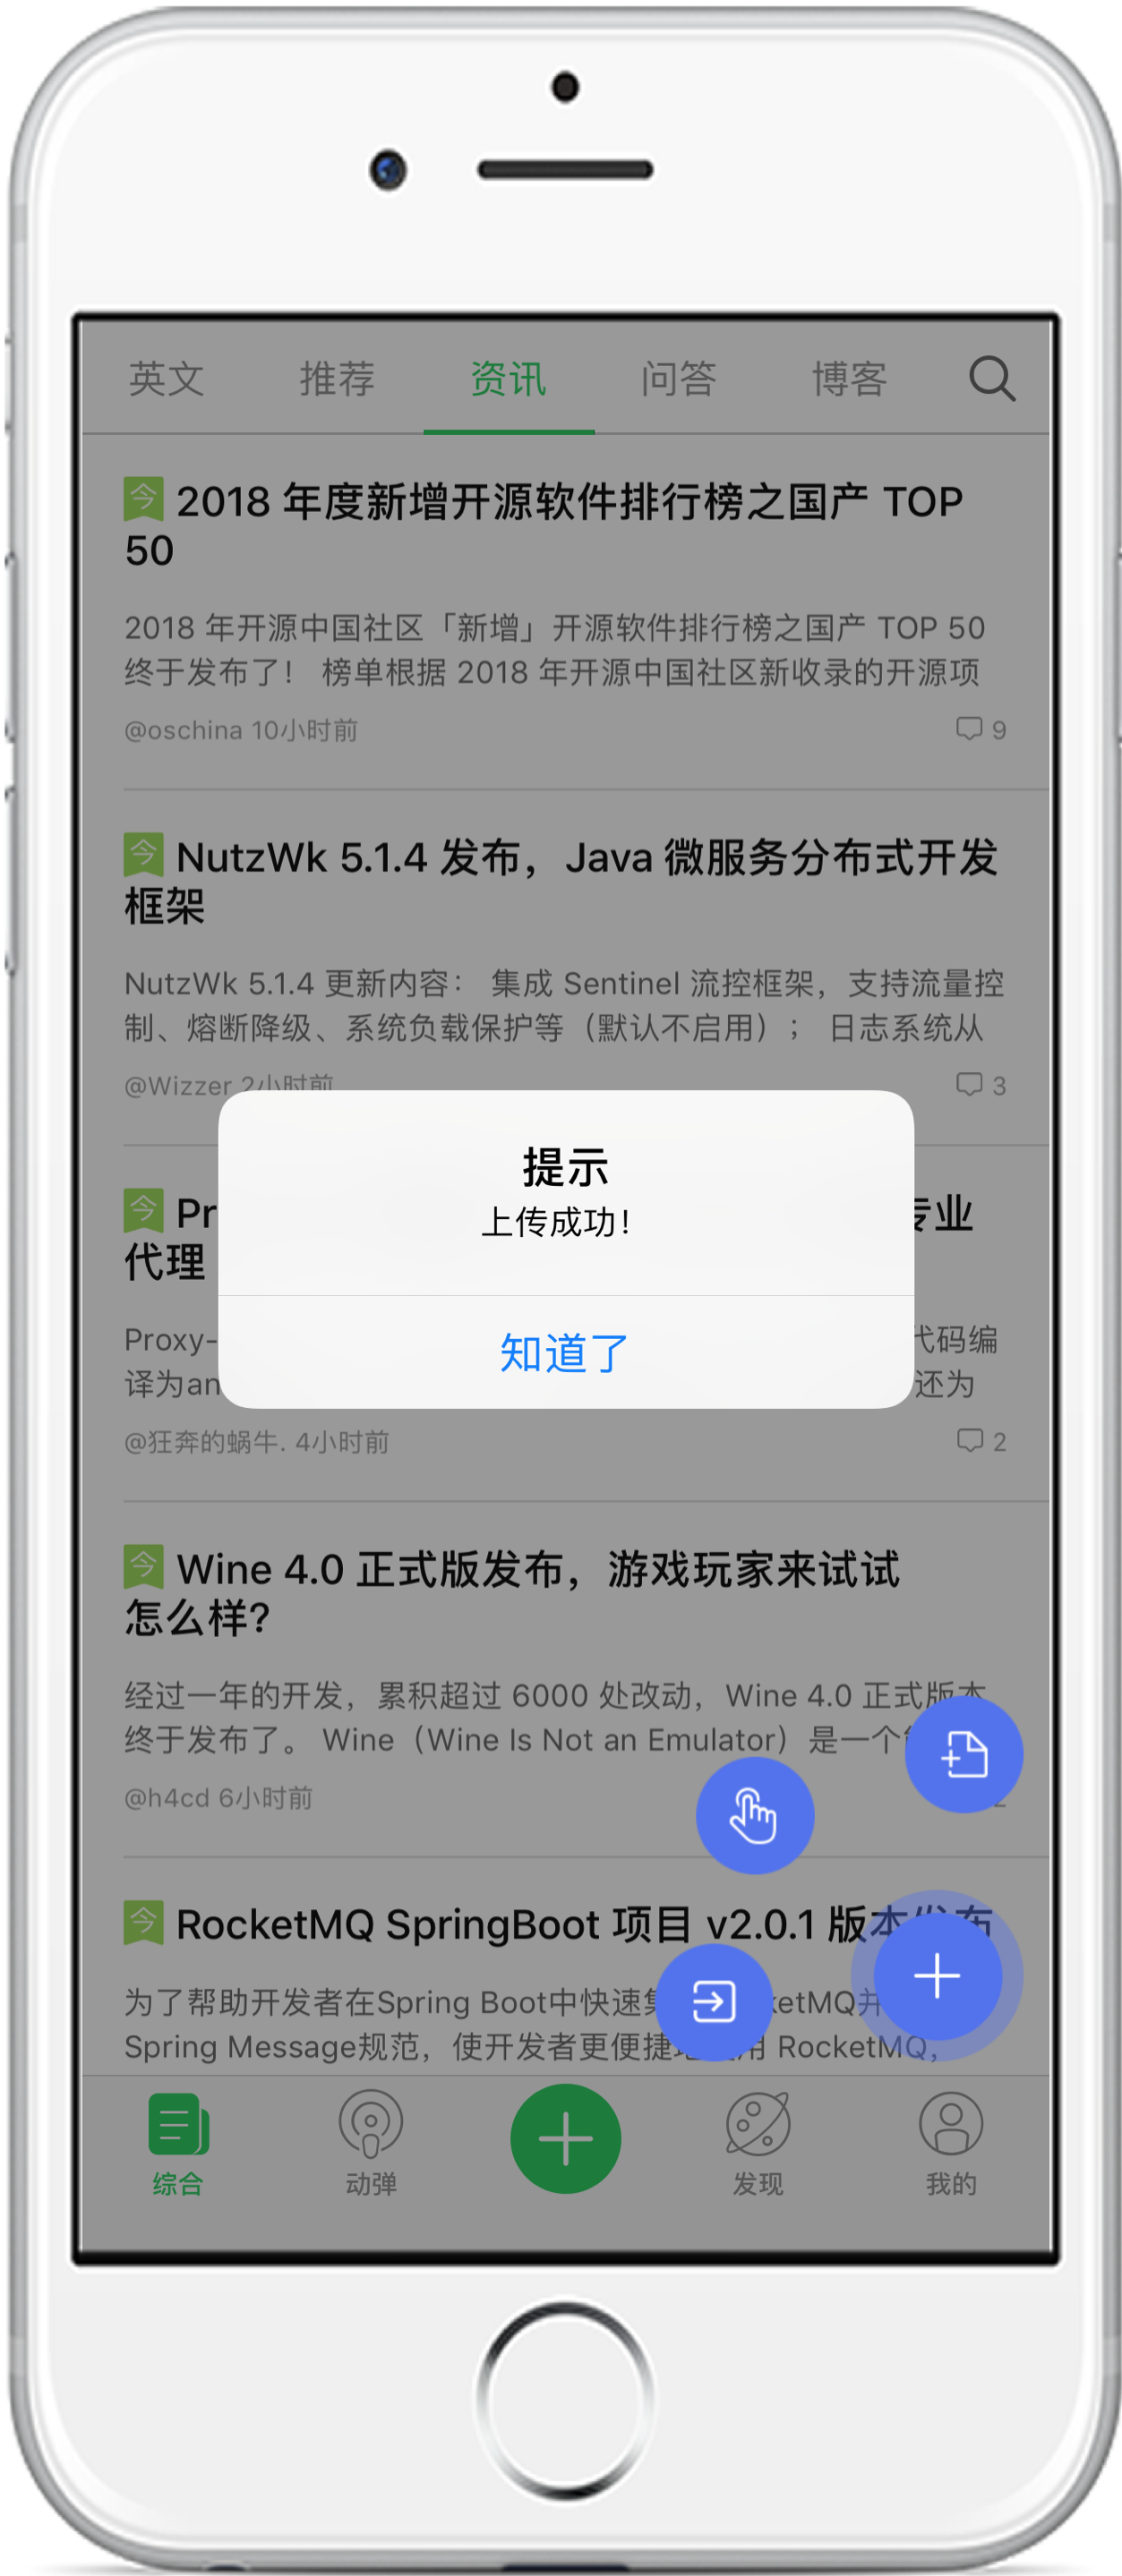 英文 推荐 资讯 问答 博客
今 2018 年度新增开源软件排行榜之国产 TOP
50
2018 年开源中国社区「新增」开源软件排行榜之国产 TOP 50
终于发布了！ 榜单根据 2018 年开源中国社区新收录的开源项
@oschina 10小时前 9
今 NutzWk 5.1.4 发布，Java 微服务分布式开发
框架
NutzWk 5.1.4 更新内容： 集成 Sentinel 流控框架，支持流量控
制、熔断降级、系统负载保护等（默认不启用）； 日志系统从
@Wizzer 2小时前 3
提示
上传成功！
知道了
今 Pr 专业
代理
Proxy- 代码编
译为an 还为
@狂奔的蜗牛. 4小时前 2
今 Wine 4.0 正式版发布，游戏玩家来试试
怎么样？
经过一年的开发，累积超过 6000 处改动，Wine 4.0 正式版本
终于发布了。 Wine（Wine Is Not an Emulator）是一个
@h4cd 6小时前
今 RocketMQ SpringBoot 项目 v2.0.1 版本发布
为了帮助开发者在Spring Boot中快速集 ketMQ并
Spring Message规范，使开发者更便捷 用 RocketMQ，
综合 动弹 发现 我的